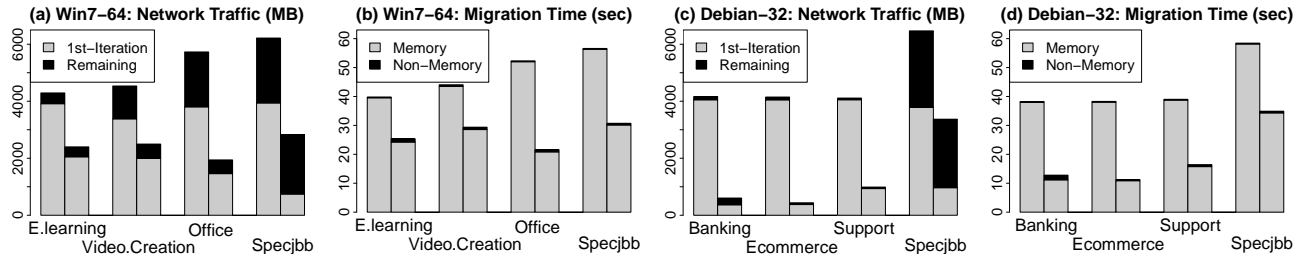 (a) Win7−64: Network Traffic (MB)
0 2000 4000 6000
1st−Iteration
Remaining
E.learning
Video.Creation
Office
Specjbb
(b) Win7−64: Migration Time (sec)
0 10 20 30 40 50 60
Memory
Non−Memory
E.learning
Video.Creation
Office
Specjbb
(c) Debian−32: Network Traffic (MB)
0 2000 4000 6000
1st−Iteration
Remaining
Banking
Ecommerce
Support
Specjbb
(d) Debian−32: Migration Time (sec)
0 10 20 30 40 50 60
Memory
Non−Memory
Banking
Ecommerce
Support
Specjbb